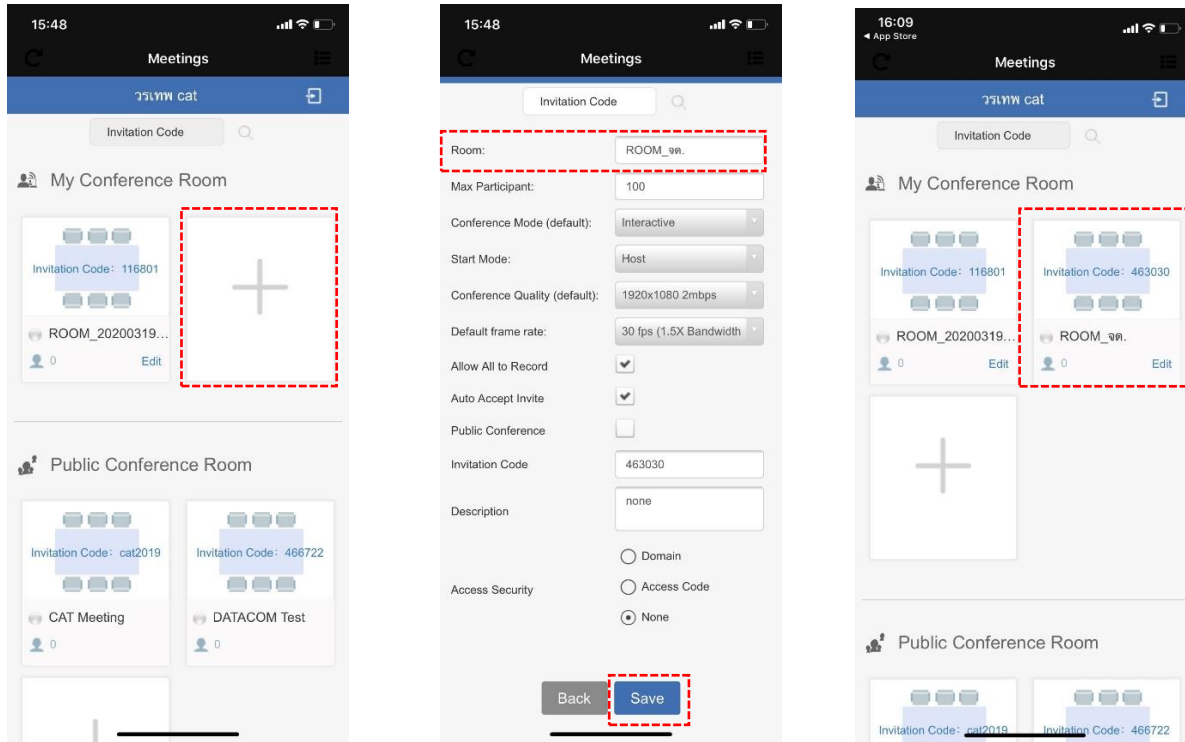 15:48
Meetings
วรเทพ cat
Invitation Code
My Conference Room
Invitation Code: 116801
ROOM_20200319...
0
Edit
Public Conference Room
Invitation Code: cat2019
Invitation Code: 466722
CAT Meeting
DATACOM Test
0
0
15:48
Meetings
Invitation Code
Room:
ROOM_จต.
Max Participant:
100
Conference Mode (default):
Interactive
Start Mode:
Host
Conference Quality (default):
1920x1080 2mbps
Default frame rate:
30 fps (1.5X Bandwidth
Allow All to Record
Auto Accept Invite
Public Conference
Invitation Code
463030
Description
none
Access Security
Domain
Access Code
None
Back
Save
16:09
App Store
Meetings
วรเทพ cat
Invitation Code
My Conference Room
Invitation Code: 116801
Invitation Code: 463030
ROOM_20200319...
ROOM_จต.
0
Edit
0
Edit
Public Conference Room
Invitation Code: cat2019
Invitation Code: 466722